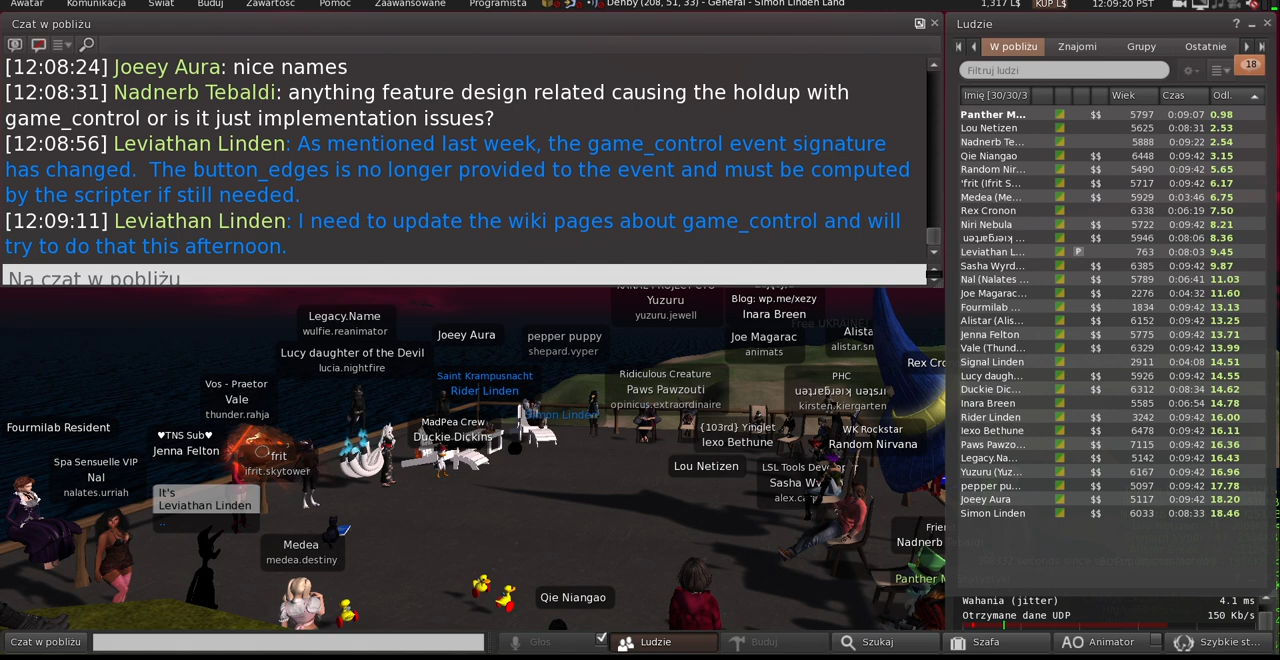 Awatar Komunikacja Świat Buduj Zawartość Pomoc Zaawansowane Programista Denby (208, 51, 33) - General - Simon Linden Land 1,317 L$ KUP L$ 12:09:20 PST
Czat w pobliżu
[12:08:24] Joeey Aura: nice names
[12:08:31] Nadnerb Tebaldi: anything feature design related causing the holdup with
game_control or is it just implementation issues?
[12:08:56] Leviathan Linden: As mentioned last week, the game_control event signature
has changed.  The button_edges is no longer provided to the event and must be computed
by the scripter if still needed.
[12:09:11] Leviathan Linden: I need to update the wiki pages about game_control and will
try to do that this afternoon.
Na czat w pobliżu
Legacy.Name
wulfie.reanimator
Joeey Aura
pepper puppy
shepard.vyper
Yuzuru
yuzuru.jewell
Blog: wp.me/xezy
Inara Breen
Joe Magarac
animats
Free UKRAINE!
Alista
alistar.sn
Rex Cro
Lucy daughter of the Devil
lucia.nightfire
Saint Krampusnacht
Rider Linden
Ridiculous Creature
Paws Pawzouti
opinicus.extraordinaire
PHC
kirsten.kiergarten
Vos - Praetor
Vale
thunder.rahja
Simon Linden
MadPea Crew
Duckie Dickins
{103rd} Yinglet
Iexo Bethune
WK Rockstar
Random Nirvana
Fourmilab Resident
♥TNS Sub♥
Jenna Felton
frit
ifrit.skytower
Lou Netizen
LSL Tools Develop
Sasha Wy
alex.ca
Spa Sensuelle VIP
Nal
nalates.urriah
It's
Leviathan Linden
Medea
medea.destiny
Frie
Nadnerb
Panther M
Qie Niangao
Czat w pobliżu Głos Ludzie Buduj Szukaj Szafa AO Animator Szybkie st...
Ludzie
W pobliżu Znajomi Grupy Ostatnie
Filtruj ludzi 18
Imię [30/30/3 Wiek Czas Odl.
Panther M... $$ 5797 0:09:07 0.98
Lou Netizen 5625 0:08:31 2.53
Nadnerb Te... 5888 0:09:22 2.54
Qie Niangao $$ 6448 0:09:42 3.15
Random Nir... $$ 5490 0:09:42 5.65
'frit (Ifrit S... $$ 5717 0:09:42 6.17
Medea (Me... $$ 5929 0:03:46 6.75
Rex Cronon 6338 0:06:19 7.50
Niri Nebula $$ 5722 0:09:42 8.21
$$ 5946 0:08:06 8.36
Leviathan L... P 763 0:08:03 9.45
Sasha Wyrd... $$ 6385 0:09:42 9.87
Nal (Nalates ... $$ 5789 0:06:41 11.03
Joe Magarac... $$ 2276 0:04:32 11.60
Fourmilab ... $$ 1834 0:09:42 13.13
Alistar (Alis... $$ 6152 0:09:42 13.25
Jenna Felton $$ 5775 0:09:42 13.71
Vale (Thund... $$ 6329 0:09:42 13.99
Signal Linden 2911 0:04:08 14.51
Lucy daugh... $$ 5926 0:09:42 14.55
Duckie Dic... $$ 6312 0:08:34 14.62
Inara Breen 5585 0:06:54 14.78
Rider Linden $$ 3242 0:09:42 16.00
Iexo Bethune $$ 6478 0:09:42 16.11
Paws Pawzo... $$ 7115 0:09:42 16.36
Legacy.Na... $$ 5142 0:09:42 16.43
Yuzuru (Yuz... $$ 6167 0:09:42 16.96
pepper pu... $$ 5097 0:09:42 17.78
Joeey Aura $$ 5117 0:09:42 18.20
Simon Linden $$ 6033 0:08:33 18.46
Wahania (jitter) 4.1 ms
Otrzymane dane UDP 150 Kb/s